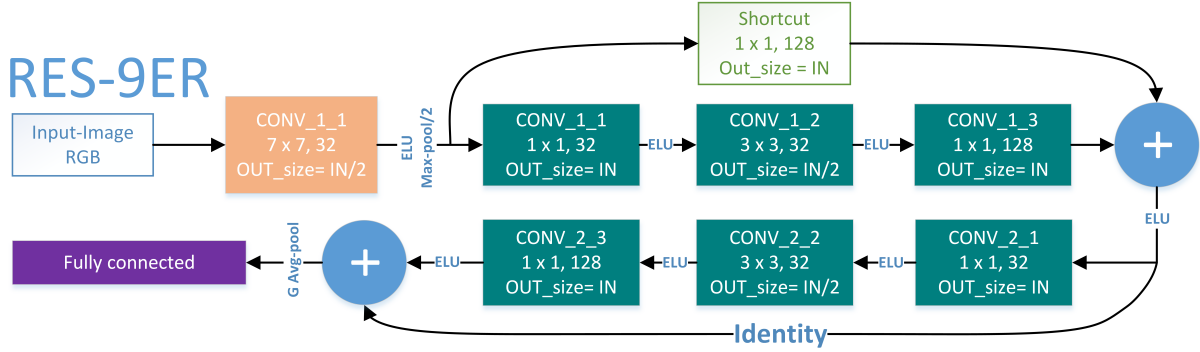 RES-9ER
Input-Image
RGB
CONV_1_1
7 x 7, 32
OUT_size= IN/2
ELU
Max-pool/2
Shortcut
1 x 1, 128
Out_size = IN
CONV_1_1
1 x 1, 32
OUT_size= IN
ELU
CONV_1_2
3 x 3, 32
OUT_size= IN/2
ELU
CONV_1_3
1 x 1, 128
OUT_size= IN
+
ELU
CONV_2_1
1 x 1, 32
OUT_size= IN
ELU
CONV_2_2
3 x 3, 32
OUT_size= IN/2
ELU
CONV_2_3
1 x 1, 128
OUT_size= IN
ELU
+
Identity
G Avg-pool
Fully connected